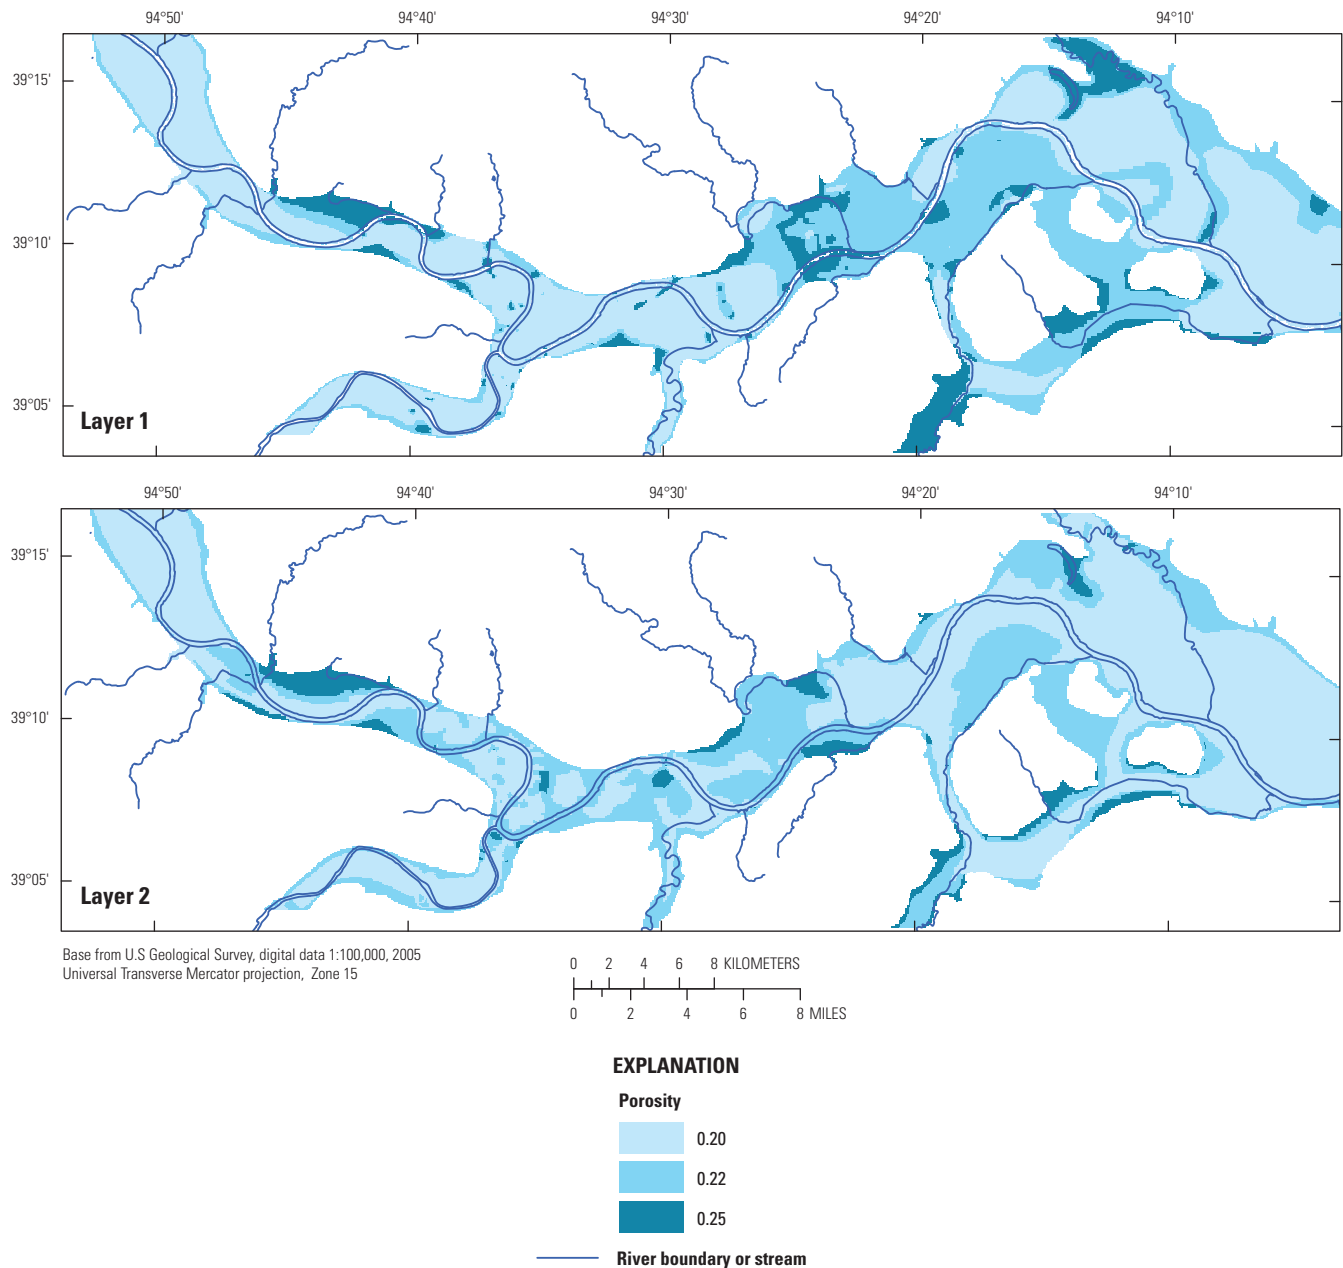 94°50' 94°40' 94°30' 94°20' 94°10'
39°15'
39°10'
39°05'
Layer 1
94°50' 94°40' 94°30' 94°20' 94°10'
39°15'
39°10'
39°05'
Layer 2
Base from U.S Geological Survey, digital data 1:100,000, 2005
Universal Transverse Mercator projection, Zone 15
0 2 4 6 8 KILOMETERS
0 2 4 6 8 MILES
EXPLANATION
Porosity
0.20
0.22
0.25
River boundary or stream